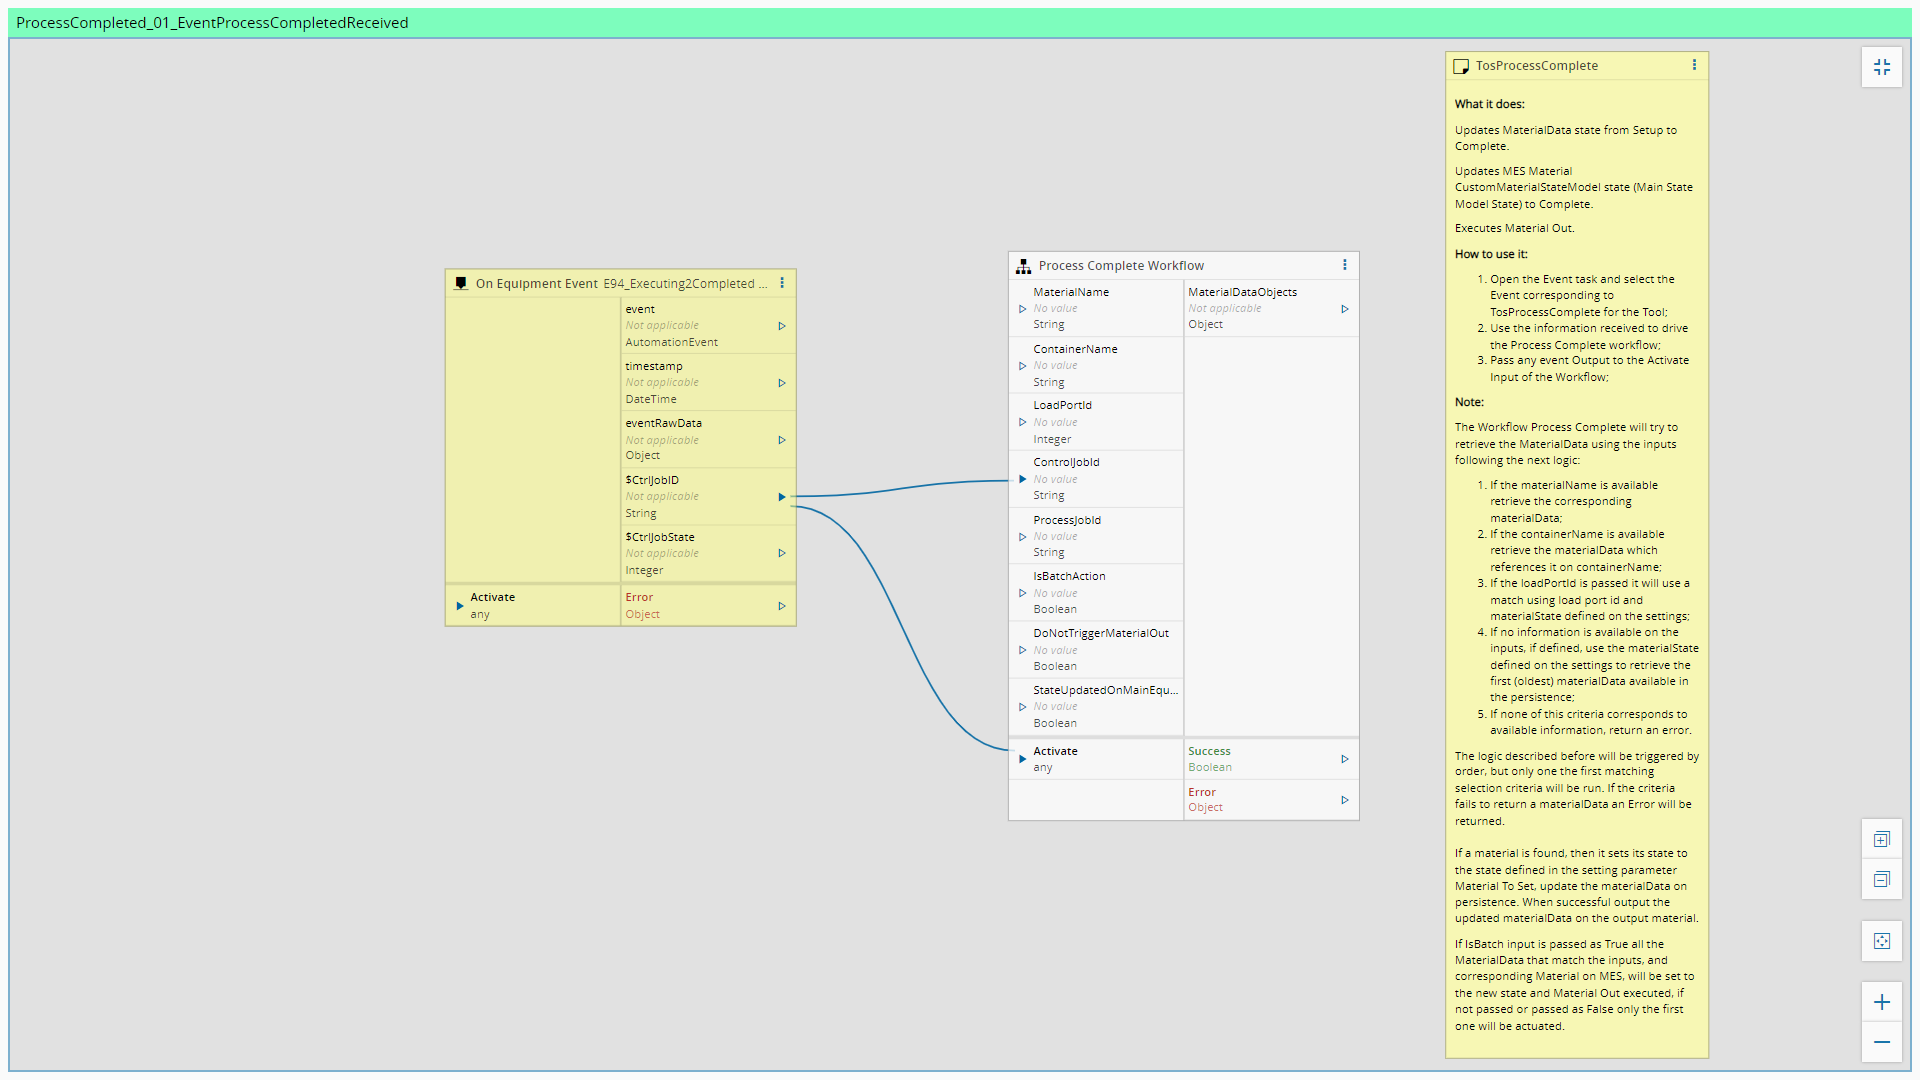 ProcessCompleted_01_EventProcessCompletedReceived
On Equipment Event E94_Executing2Completed ...
event
Not applicable
AutomationEvent
timestamp
Not applicable
DateTime
eventRawData
Not applicable
Object
$CtrlJobID
Not applicable
String
$CtrlJobState
Not applicable
Integer
Activate
any
Error
Object
Process Complete Workflow
MaterialName
No value
String
ContainerName
No value
String
LoadPortId
No value
Integer
ControlJobId
No value
String
ProcessJobId
No value
String
IsBatchAction
No value
Boolean
DoNotTriggerMaterialOut
No value
Boolean
StateUpdatedOnMainEqu...
No value
Boolean
Activate
any
MaterialDataObjects
Not applicable
Object
Success
Boolean
Error
Object
TosProcessComplete
What it does:
Updates MaterialData state from Setup to
Complete.
Updates MES Material
CustomMaterialStateModel state (Main State
Model State) to Complete.
Executes Material Out.
How to use it:
1. Open the Event task and select the
Event corresponding to
TosProcessComplete for the Tool;
2. Use the information received to drive
the Process Complete workflow;
3. Pass any event Output to the Activate
Input of the Workflow;
Note:
The Workflow Process Complete will try to
retrieve the MaterialData using the inputs
following the next logic:
1. If the materialName is available
retrieve the corresponding
materialData;
2. If the containerName is available
retrieve the materialData which
references it on containerName;
3. If the loadPortId is passed it will use a
match using load port id and
materialState defined on the settings;
4. If no information is available on the
inputs, if defined, use the materialState
defined on the settings to retrieve the
first (oldest) materialData available in
the persistence;
5. If none of this criteria corresponds to
available information, return an error.
The logic described before will be triggered by
order, but only one the first matching
selection criteria will be run. If the criteria
fails to return a materialData an Error will be
returned.
If a material is found, then it sets its state to
the state defined in the setting parameter
Material To Set, update the materialData on
persistence. When successful output the
updated materialData on the output material.
If IsBatch input is passed as True all the
MaterialData that match the inputs, and
corresponding Material on MES, will be set to
the new state and Material Out executed, if
not passed or passed as False only the first
one will be actuated.